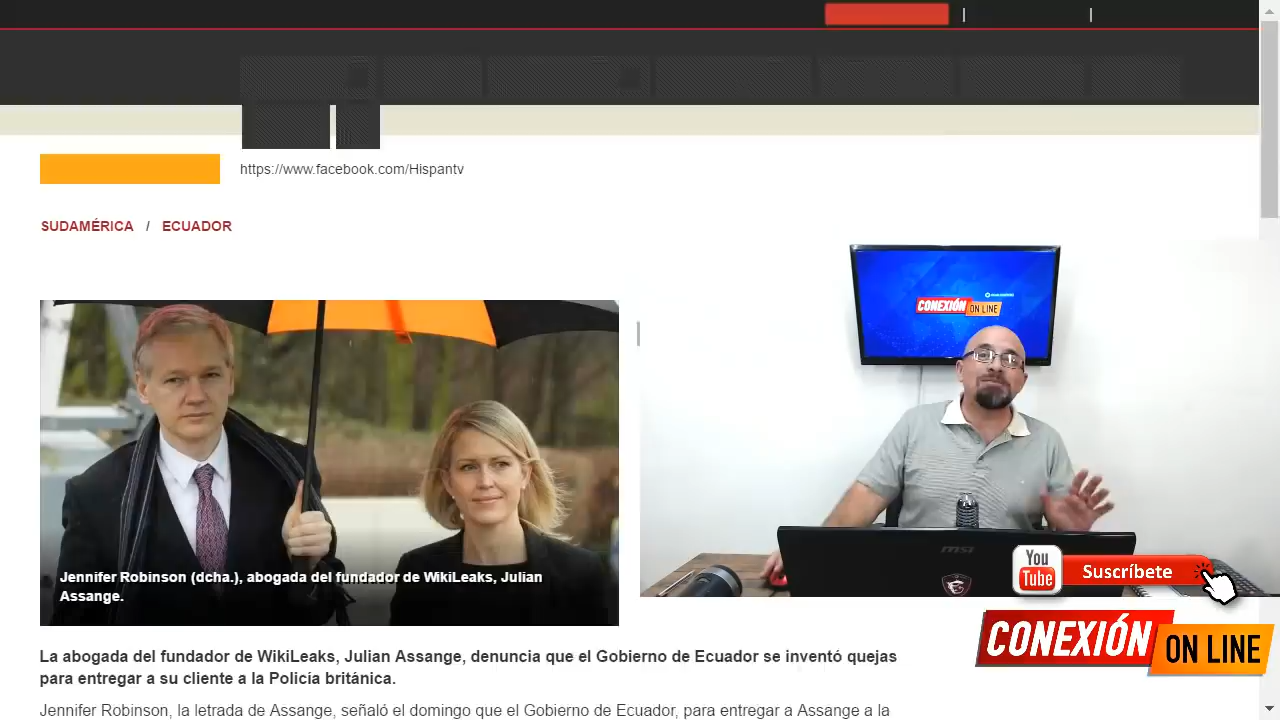 https://www.facebook.com/Hispantv
SUDAMÉRICA / ECUADOR
CONEXIÓN
ON LINE
Jennifer Robinson (dcha.), abogada del fundador de WikiLeaks, Julian
Assange.
msi
You
Tube
Suscríbete
CONEXIÓN
ON LINE
La abogada del fundador de WikiLeaks, Julian Assange, denuncia que el Gobierno de Ecuador se inventó quejas
para entregar a su cliente a la Policía británica.
Jennifer Robinson, la letrada de Assange, señaló el domingo que el Gobierno de Ecuador, para entregar a Assange a la